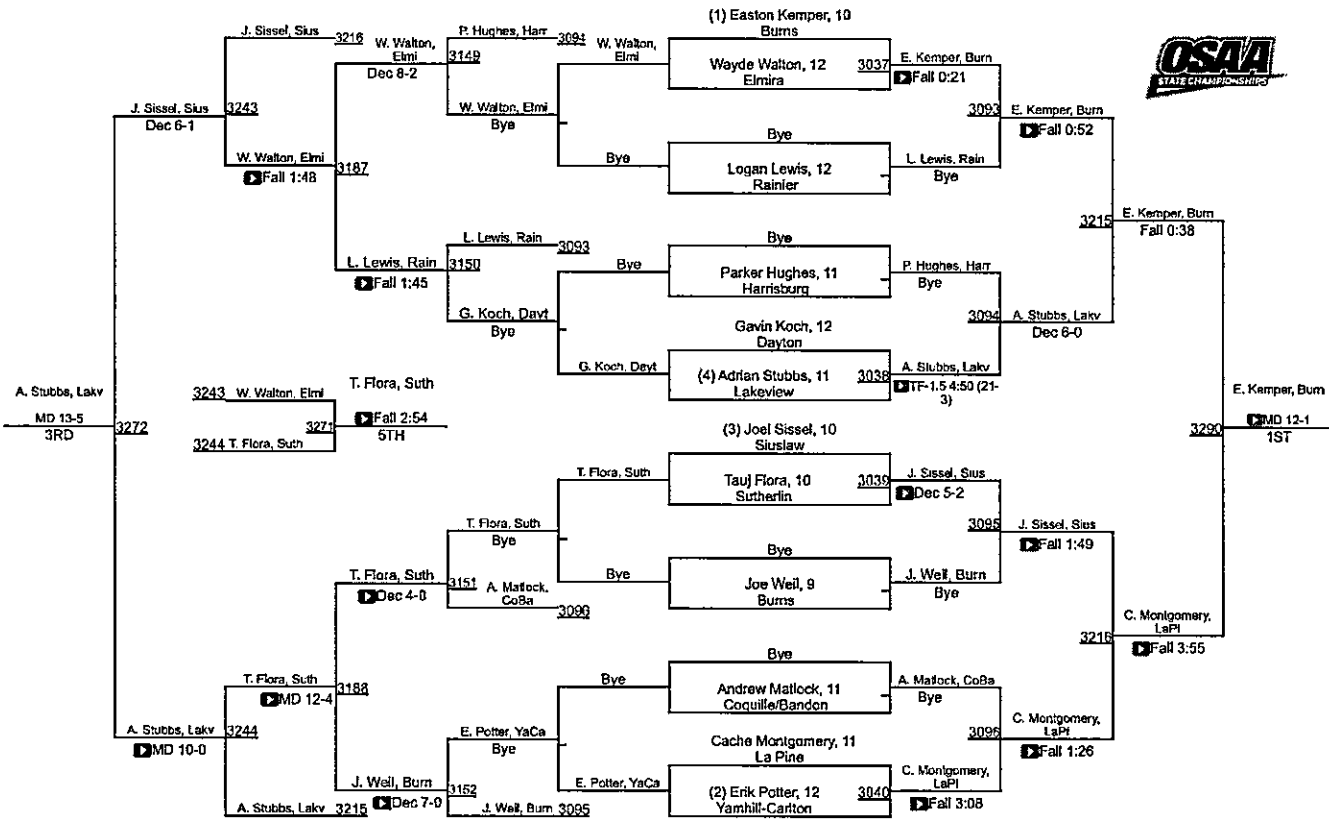 OSAA
STATE CHAMPIONSHIPS
(1) Easton Kemper, 10
Burns
Wayde Walton, 12
Elmira
3037
E. Kemper, Burn
Fall 0:21
Bye
Logan Lewis, 12
Rainier
L. Lewis, Rain
Bye
3093
E. Kemper, Burn
Fall 0:52
Bye
Parker Hughes, 11
Harrisburg
P. Hughes, Harr
Bye
Gavin Koch, 12
Dayton
(4) Adrian Stubbs, 11
Lakeview
3038
A. Stubbs, Lakv
TF-1.5 4:50 (21-
3)
3094
A. Stubbs, Lakv
Dec 6-0
3215
E. Kemper, Burn
Fall 0:38
(3) Joel Sissel, 10
Siuslaw
Tauj Flora, 10
Sutherlin
3039
J. Sissel, Sius
Dec 5-2
Bye
Joe Weil, 9
Burns
J. Weil, Burn
Bye
3095
J. Sissel, Sius
Fall 1:49
Bye
Andrew Matlock, 11
Coquille/Bandon
A. Matlock, CoBa
Bye
Cache Montgomery, 11
La Pine
(2) Erik Potter, 12
Yamhill-Carlton
3040
C. Montgomery,
LaPi
Fall 3:08
3096
C. Montgomery,
LaPi
Fall 1:26
3216
C. Montgomery,
LaPi
Fall 3:55
3290
E. Kemper, Burn
MD 12-1
1ST
W. Walton,
Elmi
Bye
P. Hughes, Harr
3094
W. Walton, Elmi
Bye
3149
W. Walton,
Elmi
Dec 8-2
Bye
G. Koch, Dayt
L. Lewis, Rain
3093
G. Koch, Dayt
Bye
3150
L. Lewis, Rain
Fall 1:45
3187
J. Sissel, Sius
3216
W. Walton, Elmi
Fall 1:48
3243
J. Sissel, Sius
Dec 6-1
T. Flora, Suth
Bye
T. Flora, Suth
Bye
A. Matlock,
CoBa
3096
3151
T. Flora, Suth
Dec 4-0
Bye
E. Potter, YaCa
E. Potter, YaCa
Bye
J. Weil, Burn
3095
3152
J. Weil, Burn
Dec 7-0
3188
T. Flora, Suth
MD 12-4
A. Stubbs, Lakv
3215
3244
A. Stubbs, Lakv
MD 10-0
3272
A. Stubbs, Lakv
MD 13-5
3RD
3243
W. Walton, Elmi
3244
T. Flora, Suth
3271
T. Flora, Suth
Fall 2:54
5TH